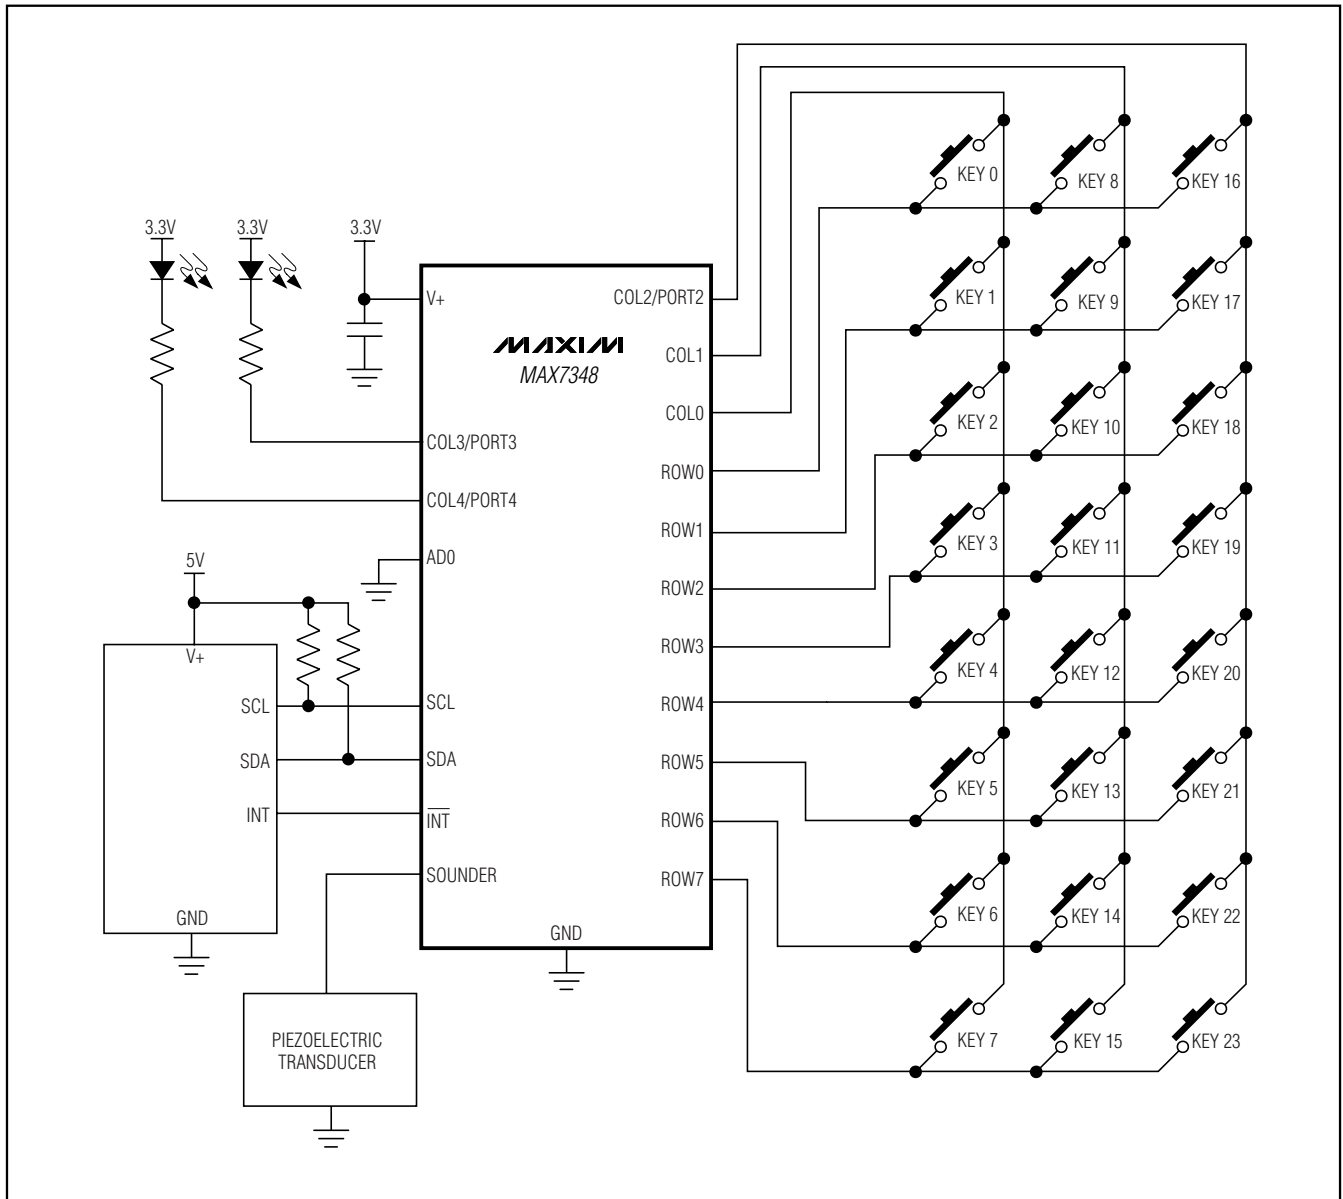 KEY 0
KEY 8
KEY 16
3.3V
3.3V
3.3V
V+
COL2/PORT2
KEY 1
KEY 9
KEY 17
MAXIM
MAX7348
COL1
COL0
KEY 2
KEY 10
KEY 18
COL3/PORT3
ROW0
COL4/PORT4
ROW1
KEY 3
KEY 11
KEY 19
5V
AD0
ROW2
V+
ROW3
KEY 4
KEY 12
KEY 20
SCL
SCL
ROW4
SDA
SDA
ROW5
KEY 5
KEY 13
KEY 21
INT
INT
ROW6
SOUNDER
ROW7
GND
GND
KEY 6
KEY 14
KEY 22
PIEZOELECTRIC
TRANSDUCER
KEY 7
KEY 15
KEY 23